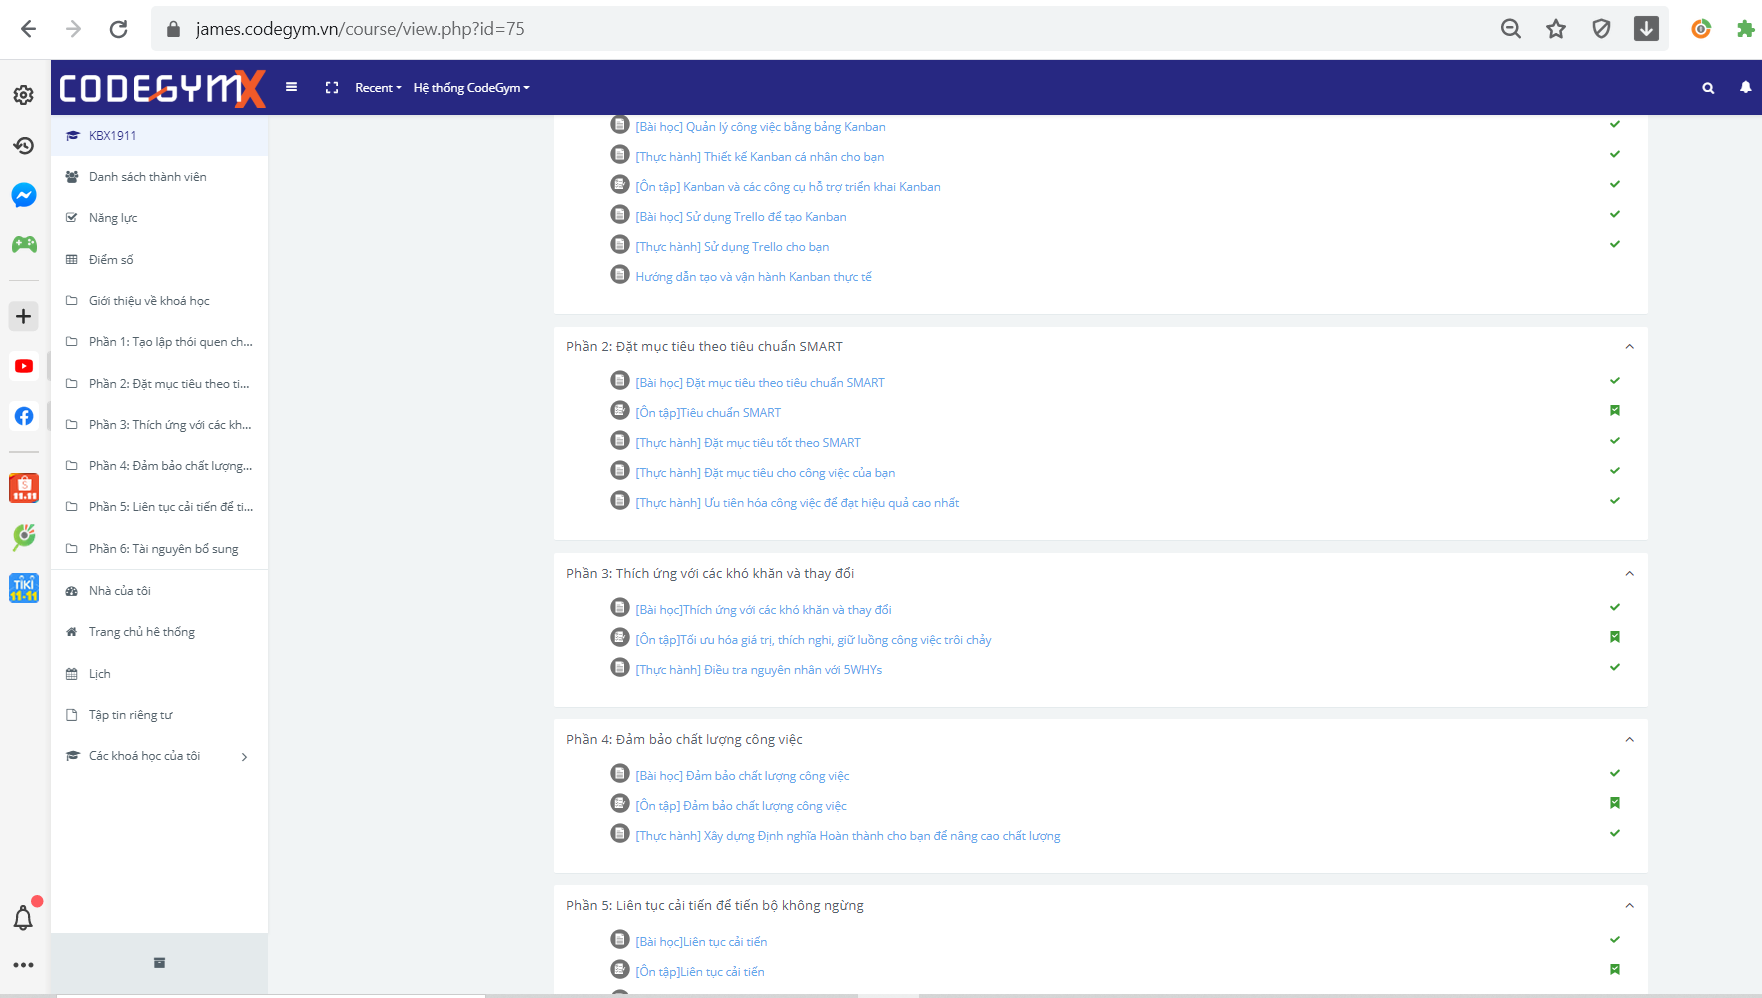 james.codegym.vn/course/view.php?id=75
CODEGYMX
Recent
Hệ thống CodeGym
KBX1911
Danh sách thành viên
Năng lực
Điểm số
Giới thiệu về khoá học
Phần 1: Tạo lập thói quen ch...
Phần 2: Đặt mục tiêu theo ti...
Phần 3: Thích ứng với các kh...
Phần 4: Đảm bảo chất lượng...
Phần 5: Liên tục cải tiến để ti...
Phần 6: Tài nguyên bổ sung
Nhà của tôi
Trang chủ hệ thống
Lịch
Tập tin riêng tư
Các khoá học của tôi
11.11
TIKI
11-11
[Bài học] Quản lý công việc bằng bảng Kanban
[Thực hành] Thiết kế Kanban cá nhân cho bạn
[Ôn tập] Kanban và các công cụ hỗ trợ triển khai Kanban
[Bài học] Sử dụng Trello để tạo Kanban
[Thực hành] Sử dụng Trello cho bạn
Hướng dẫn tạo và vận hành Kanban thực tế
Phần 2: Đặt mục tiêu theo tiêu chuẩn SMART
[Bài học] Đặt mục tiêu theo tiêu chuẩn SMART
[Ôn tập]Tiêu chuẩn SMART
[Thực hành] Đặt mục tiêu tốt theo SMART
[Thực hành] Đặt mục tiêu cho công việc của bạn
[Thực hành] Ưu tiên hóa công việc để đạt hiệu quả cao nhất
Phần 3: Thích ứng với các khó khăn và thay đổi
[Bài học]Thích ứng với các khó khăn và thay đổi
[Ôn tập]Tối ưu hóa giá trị, thích nghi, giữ luồng công việc trôi chảy
[Thực hành] Điều tra nguyên nhân với 5WHYs
Phần 4: Đảm bảo chất lượng công việc
[Bài học] Đảm bảo chất lượng công việc
[Ôn tập] Đảm bảo chất lượng công việc
[Thực hành] Xây dựng Định nghĩa Hoàn thành cho bạn để nâng cao chất lượng
Phần 5: Liên tục cải tiến để tiến bộ không ngừng
[Bài học]Liên tục cải tiến
[Ôn tập]Liên tục cải tiến